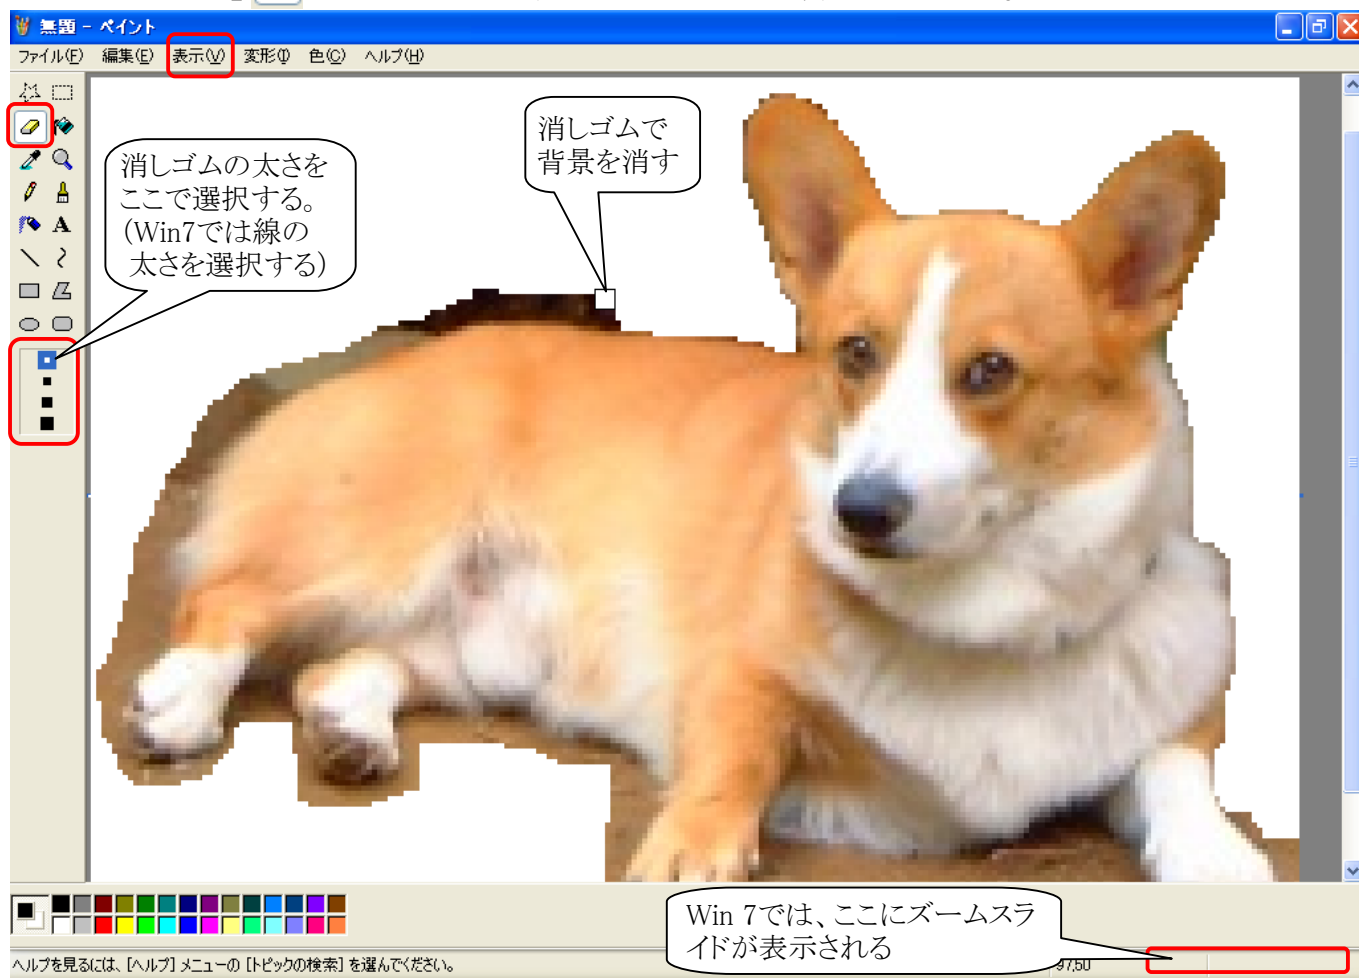 無題 - ペイント
ファイル(F) 編集(E) 表示(V) 変形(I) 色(C) ヘルプ(H)
消しゴムで
背景を消す
消しゴムの太さを
ここで選択する。
(Win7では線の
太さを選択する)
A
Win 7では、ここにズームスラ
イドが表示される
ヘルプを見るには、[ヘルプ] メニューの [トピックの検索] を選んでください。
97,50